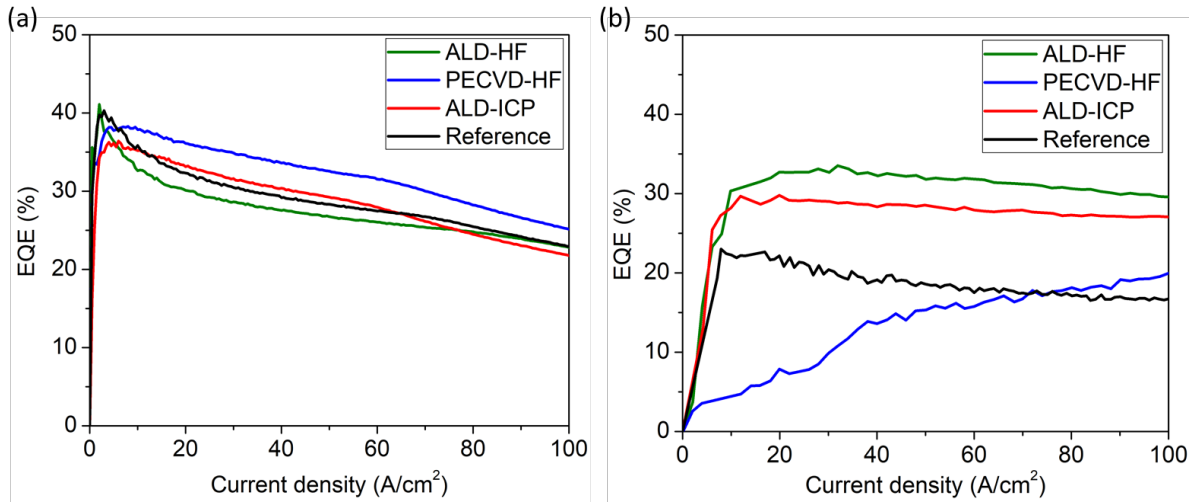 (a)
50
40
30
20
10
0
EQE (%)
ALD-HF
PECVD-HF
ALD-ICP
Reference
0 20 40 60 80 100
Current density (A/cm²)
(b)
50
40
30
20
10
0
EQE (%)
ALD-HF
PECVD-HF
ALD-ICP
Reference
0 20 40 60 80 100
Current density (A/cm²)